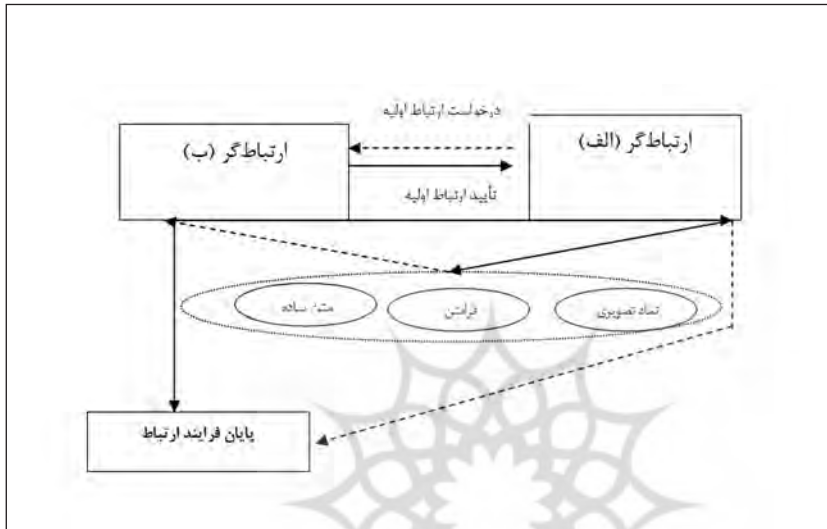 درخواست ارتباط اولیه
ارتباط‌گر (الف)
ارتباط‌گر (ب)
تأیید ارتباط اولیه
نماد تصویری
فرامتن
متن ساده
پایان فرایند ارتباط